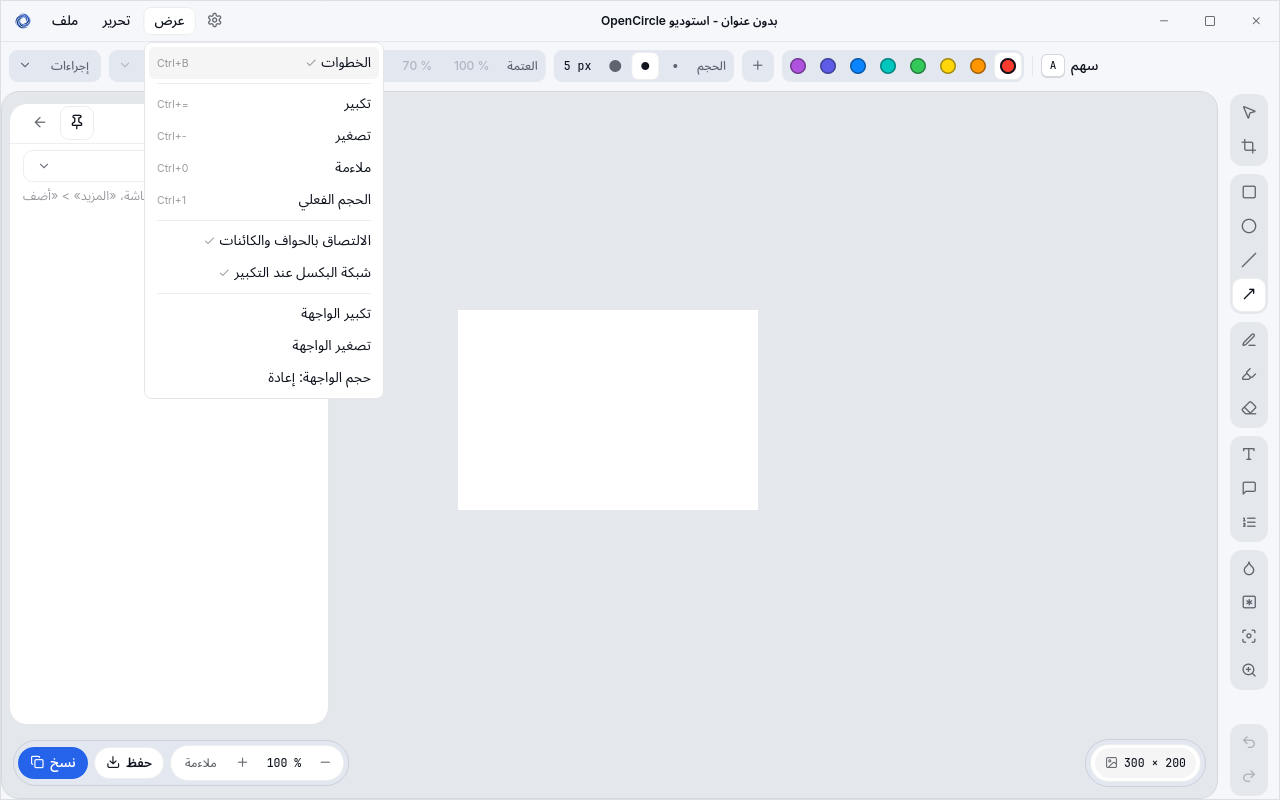 بدون عنوان - استوديو OpenCircle
ملف
تحرير
عرض
سهم
A
الحجم
5 px
العتمة
100 %
70 %
إجراءات
الخطوات ✓ Ctrl+B
تكبير Ctrl+=
تصغير Ctrl+-
ملاءمة Ctrl+0
الحجم الفعلي Ctrl+1
الالتصاق بالحواف والكائنات ✓
شبكة البكسل عند التكبير ✓
تكبير الواجهة
تصغير الواجهة
حجم الواجهة: إعادة
«المزيد» > «أضف
300 × 200
100 %
ملاءمة
حفظ
نسخ